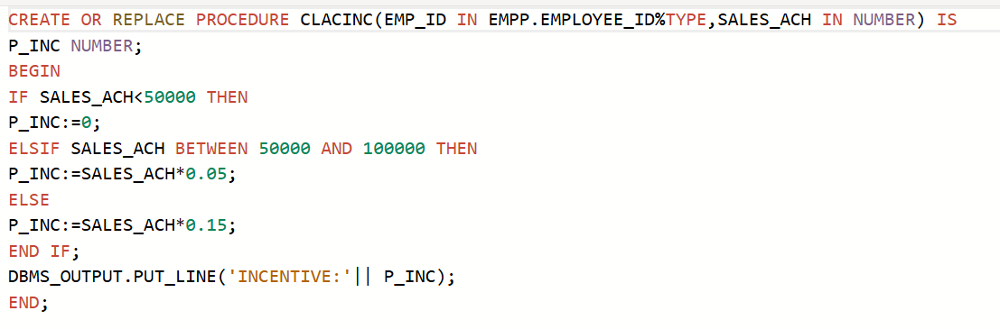 CREATE OR REPLACE PROCEDURE CLACINC(EMP_ID IN EMPP.EMPLOYEE_ID%TYPE,SALES_ACH IN NUMBER) IS
P_INC NUMBER;
BEGIN
IF SALES_ACH<50000 THEN
P_INC:=0;
ELSIF SALES_ACH BETWEEN 50000 AND 100000 THEN
P_INC:=SALES_ACH*0.05;
ELSE
P_INC:=SALES_ACH*0.15;
END IF;
DBMS_OUTPUT.PUT_LINE('INCENTIVE:'|| P_INC);
END;